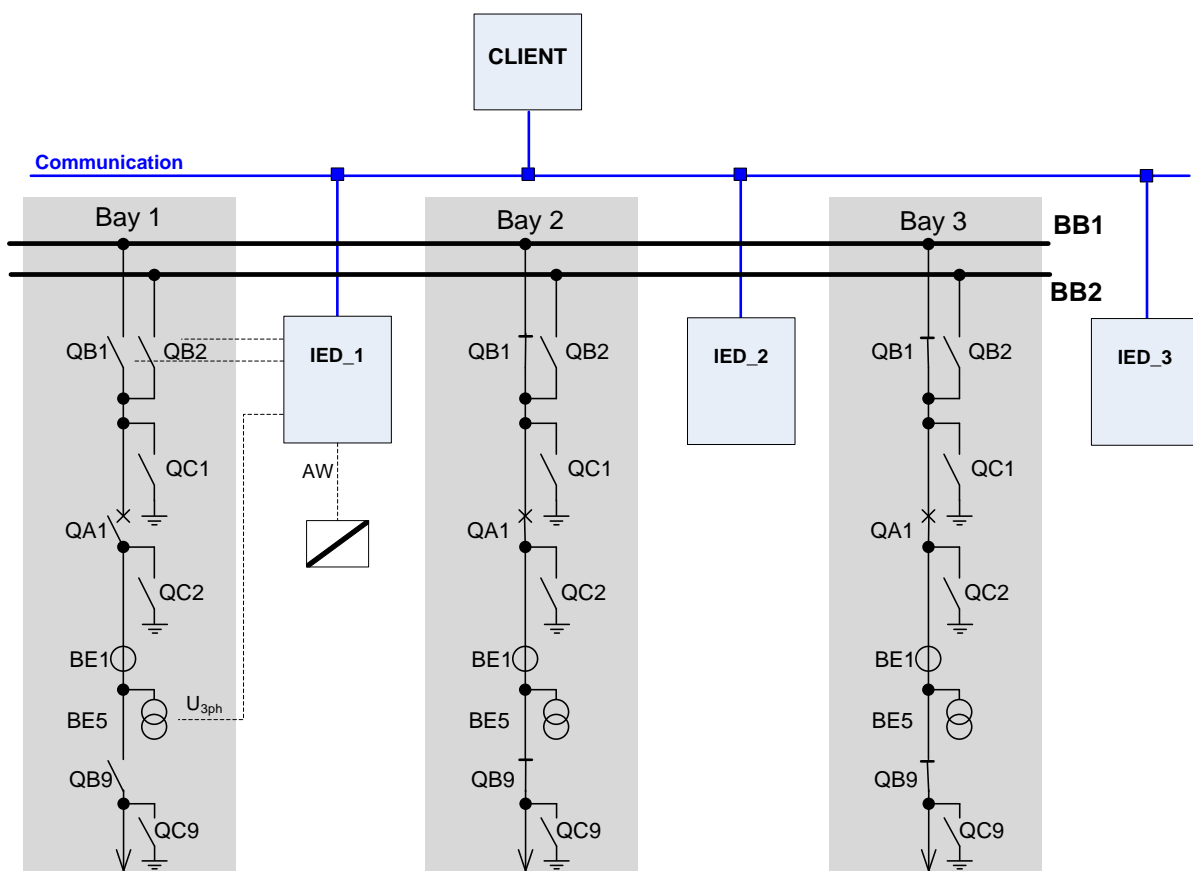 CLIENT
Communication
Bay 1
Bay 2
Bay 3
BB1
BB2
QB1
QB2
IED_1
QB1
QB2
IED_2
QB1
QB2
IED_3
QC1
AW
QC1
QC1
QA1
QA1
QA1
QC2
QC2
QC2
BE1
BE1
BE1
BE5
U3ph
BE5
BE5
QB9
QB9
QB9
QC9
QC9
QC9